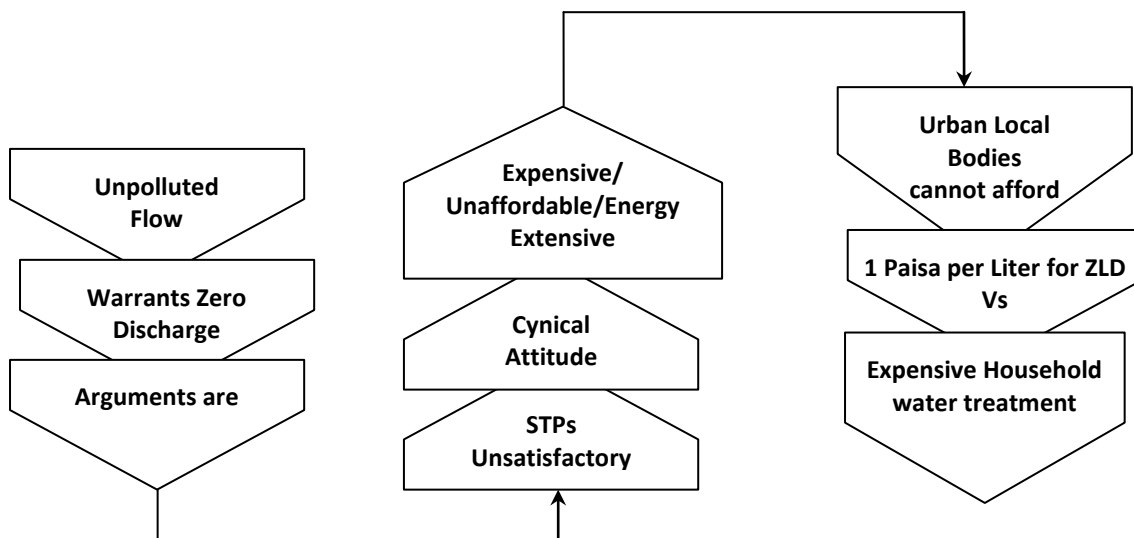 Unpolluted
Flow
Warrants Zero
Discharge
Arguments are
STPs
Unsatisfactory
Cynical
Attitude
Expensive/
Unaffordable/Energy
Extensive
Urban Local
Bodies
cannot afford
1 Paisa per Liter for ZLD
Vs
Expensive Household
water treatment